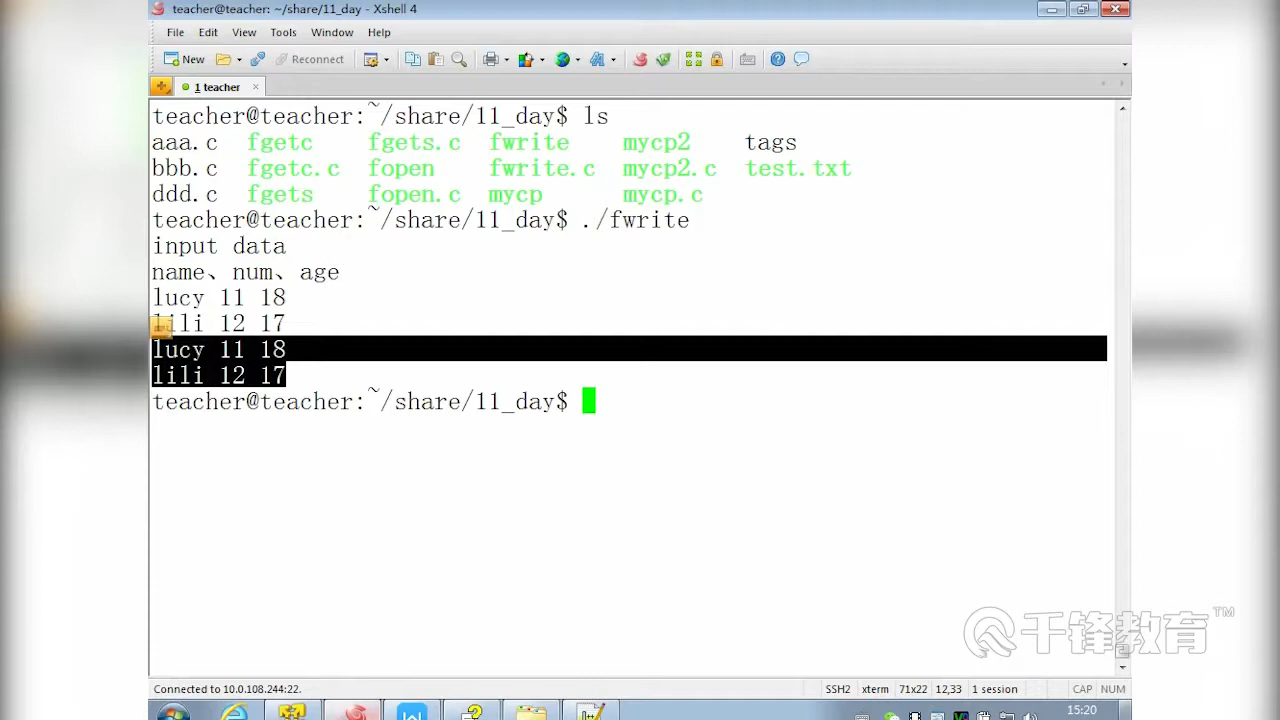 teacher@teacher: ~/share/11_day - Xshell 4
File Edit View Tools Window Help
New Reconnect
1 teacher
teacher@teacher:~/share/11_day$ ls
aaa.c fgetc fgets.c fwrite mycp2 tags
bbb.c fgetc.c fopen fwrite.c mycp2.c test.txt
ddd.c fgets fopen.c mycp mycp.c
teacher@teacher:~/share/11_day$ ./fwrite
input data
name、num、age
lucy 11 18
lili 12 17
lucy 11 18
lili 12 17
teacher@teacher:~/share/11_day$
千锋教育™
Connected to 10.0.108.244:22. SSH2 xterm 71x22 12,33 1 session CAP NUM
15:20